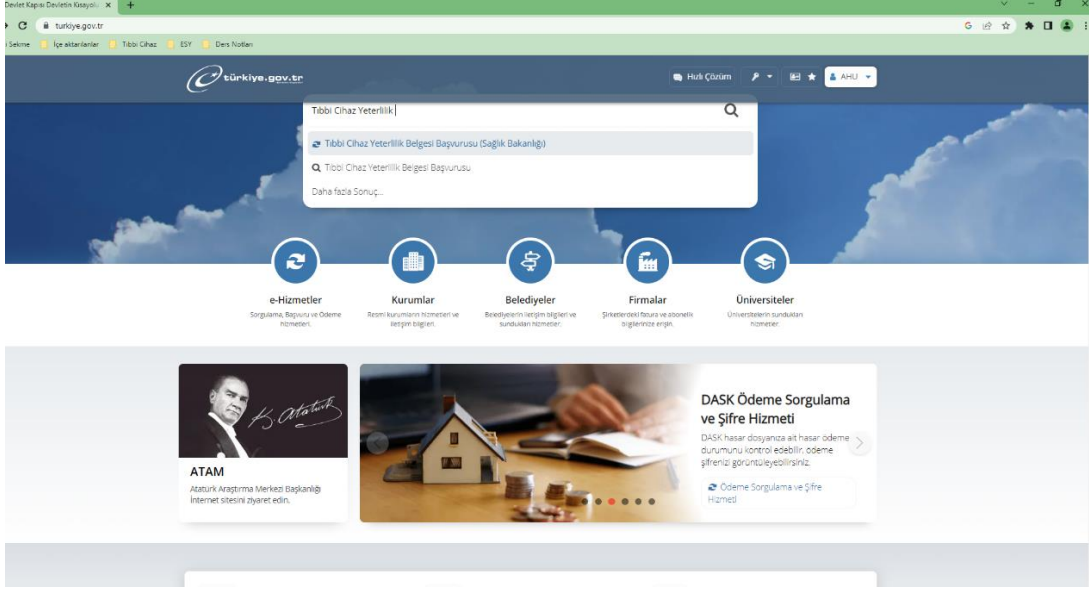 Devlet Kapısı Devletin Kısayolu
turkiye.gov.tr
Sekme İçe aktarılanlar Tıbbi Cihaz ESY Ders Notları
türkiye.gov.tr
Hızlı Çözüm
AHU
Tıbbi Cihaz Yeterlilik
Tıbbi Cihaz Yeterlilik Belgesi Başvurusu (Sağlık Bakanlığı)
Tıbbi Cihaz Yeterlilik Belgesi Başvurusu
Daha fazla Sonuç...
e-Hizmetler
Sorgulama, Başvuru ve Ödeme
hizmetleri.
Kurumlar
Resmi kurumların hizmetleri ve
iletişim bilgileri.
Belediyeler
Belediyelerin iletişim bilgileri ve
sundukları hizmetler.
Firmalar
Şirketlerdeki fatura ve abonelik
bilgilerinize erişin.
Üniversiteler
Üniversitelerin sundukları
hizmetler.
K. Atatürk
ATAM
Atatürk Araştırma Merkezi Başkanlığı
İnternet sitesini ziyaret edin.
DASK Ödeme Sorgulama
ve Şifre Hizmeti
DASK hasar dosyanıza ait hasar ödeme
durumunu kontrol edebilir, ödeme
şifrenizi görüntüleyebilirsiniz.
Ödeme Sorgulama ve Şifre
Hizmeti